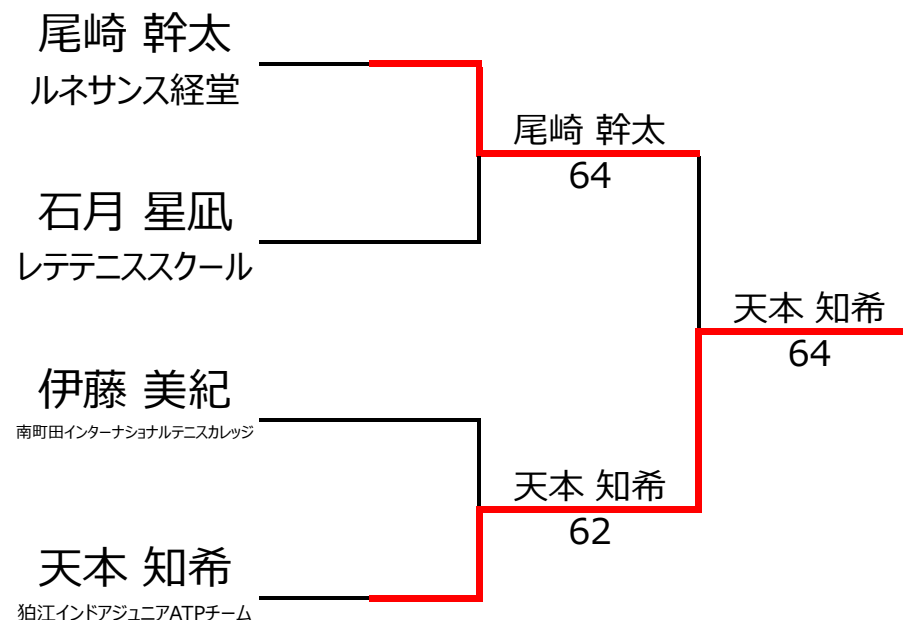 尾崎 幹太
ルネサンス経堂
尾崎 幹太
64
石月 星凪
レテテニススクール
天本 知希
64
伊藤 美紀
南町田インターナショナルテニスカレッジ
天本 知希
62
天本 知希
狛江インドアジュニアATPチーム